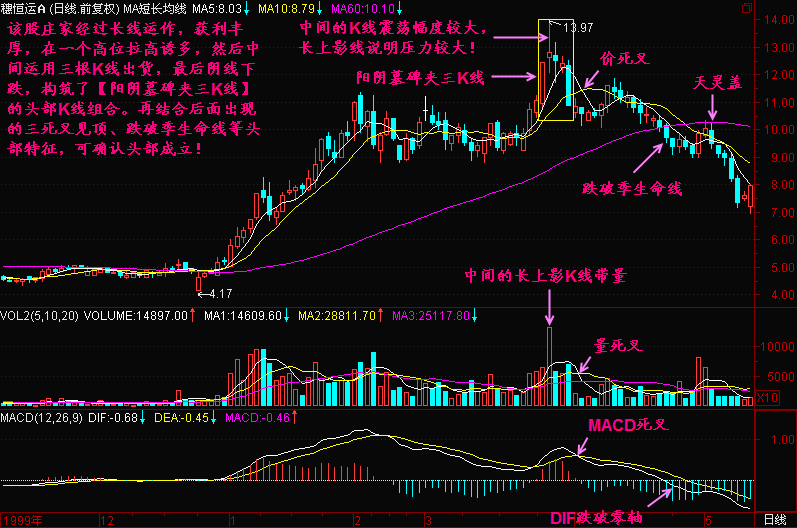 穗恒运A (日线.前复权) MA短长均线 MA5:8.03↓ MA10:8.79↓ MA60:10.10↓
该股庄家经过长线运作，获利丰
厚，在一个高位拉高诱多，然后中
间运用三根K线出货，最后阴线下
跌，构筑了【阳阴墓碑夹三K线】
的头部K线组合。再结合后面出现
的三死叉见顶、跌破季生命线等头
部特征，可确认头部成立！
中间的K线震荡幅度较大，
长上影线说明压力较大！
13.97
阳阴墓碑夹三K线
价死叉
天灵盖
跌破季生命线
4.17
14.00
13.00
12.00
11.00
10.00
9.00
8.00
7.00
6.00
5.00
4.00
中间的长上影K线带量
VOL2(5,10,20) VOLUME:14897.00↑ MA1:14609.60↓ MA2:28811.70↑ MA3:25117.80↓
量死叉
10000
5000
X10
MACD(12,26,9) DIF:-0.68↓ DEA:-0.45↓ MACD:-0.46↑
MACD死叉
1.00
DIF跌破零轴
1999年 12 1 2 3 6 日线